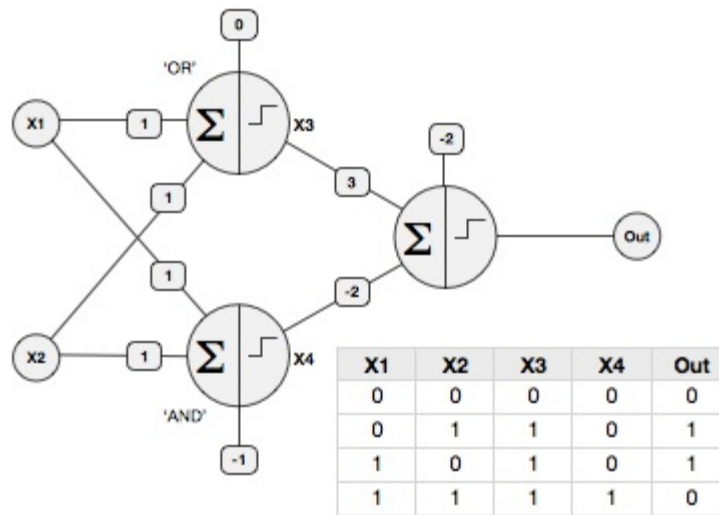 0
'OR'
X1
1
Σ
X3
-2
1
3
Σ
Out
1
-2
X2
1
Σ
X4
'AND'
-1
X1 X2 X3 X4 Out
0 0 0 0 0
0 1 1 0 1
1 0 1 0 1
1 1 1 1 0